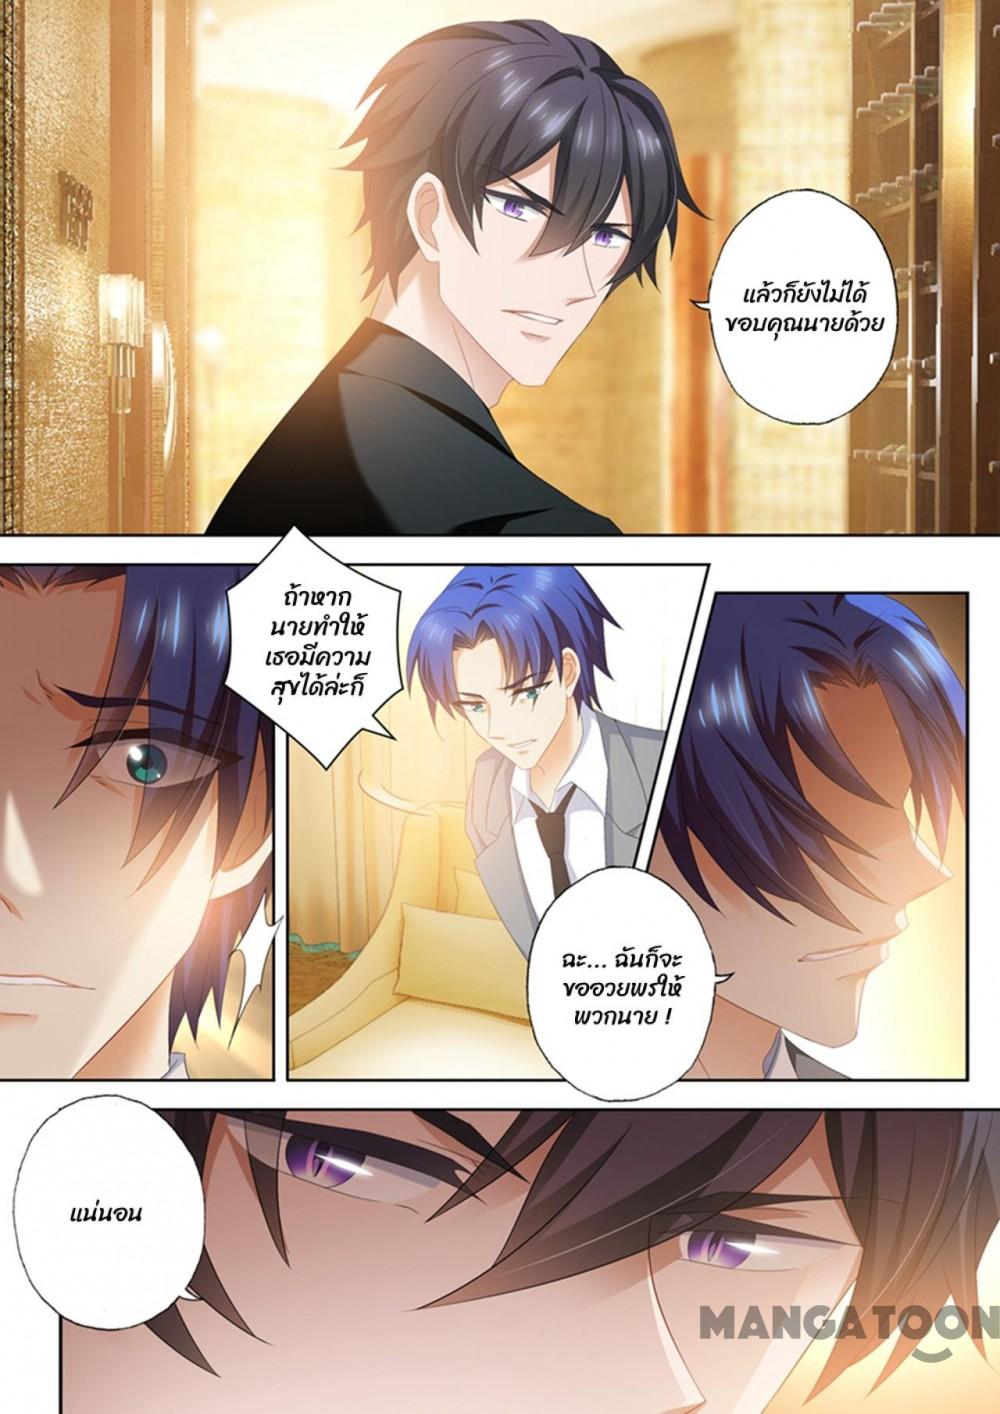 แล้วก็ยังไม่ได้
ขอบคุณนายด้วย
ถ้าหาก
นายทำให้
เธอมีความ
สุขได้ล่ะก็
ฉะ... ฉันก็จะ
ขออวยพรให้
พวกนาย !
แน่นอน
MANGATOON